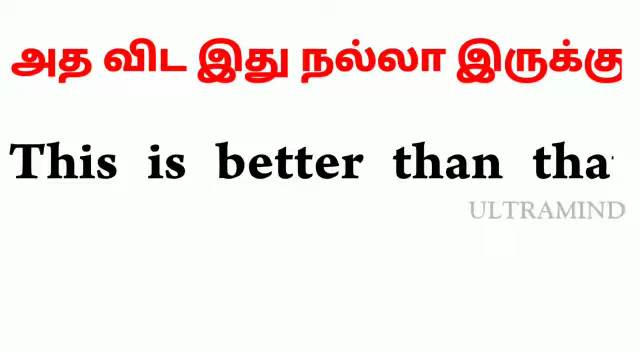 அத விட இது நல்லா இருக்கு
This is better than tha
ULTRAMIND